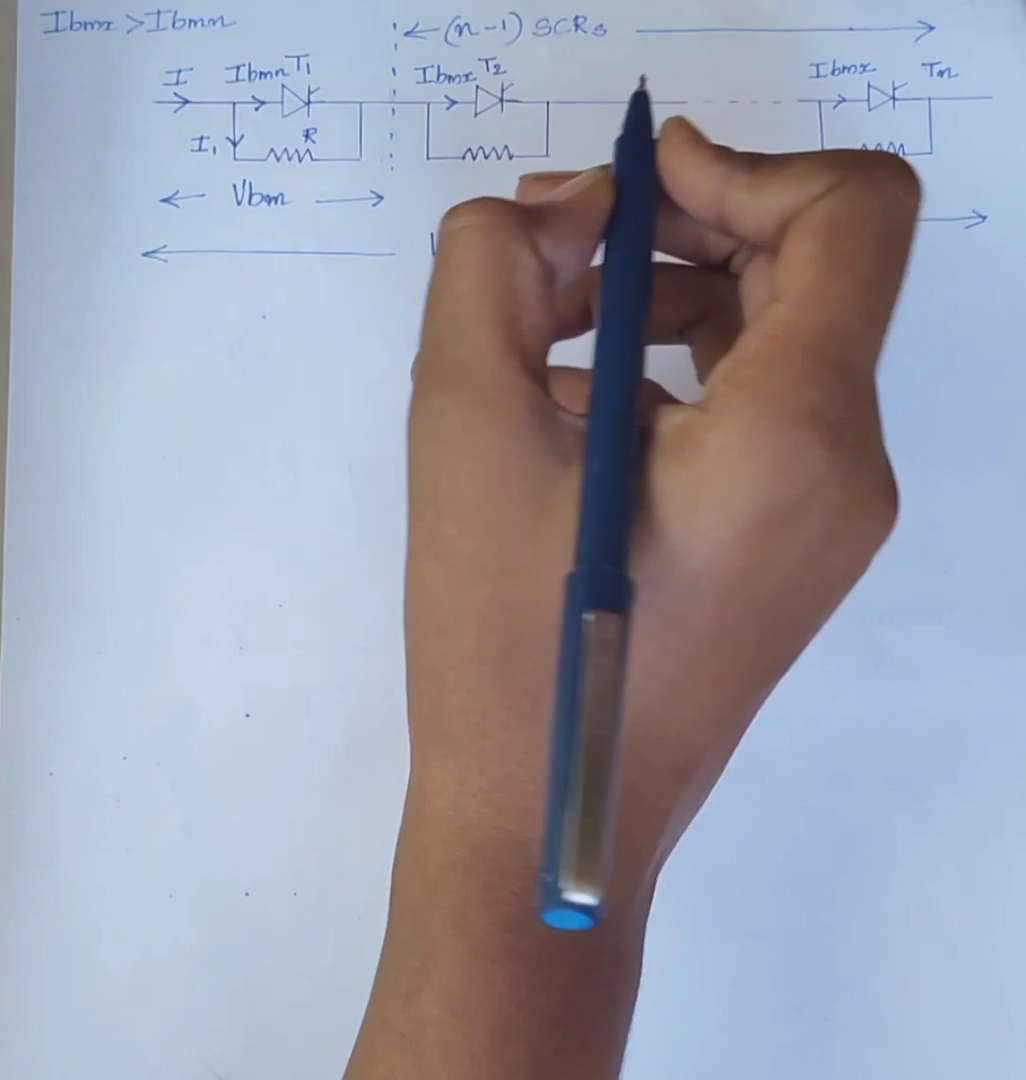 Ibmx > Ibmn
(n-1) SCRs
I Ibmn T1 Ibmx T2 Ibmx Tn
I1 R
Vbm